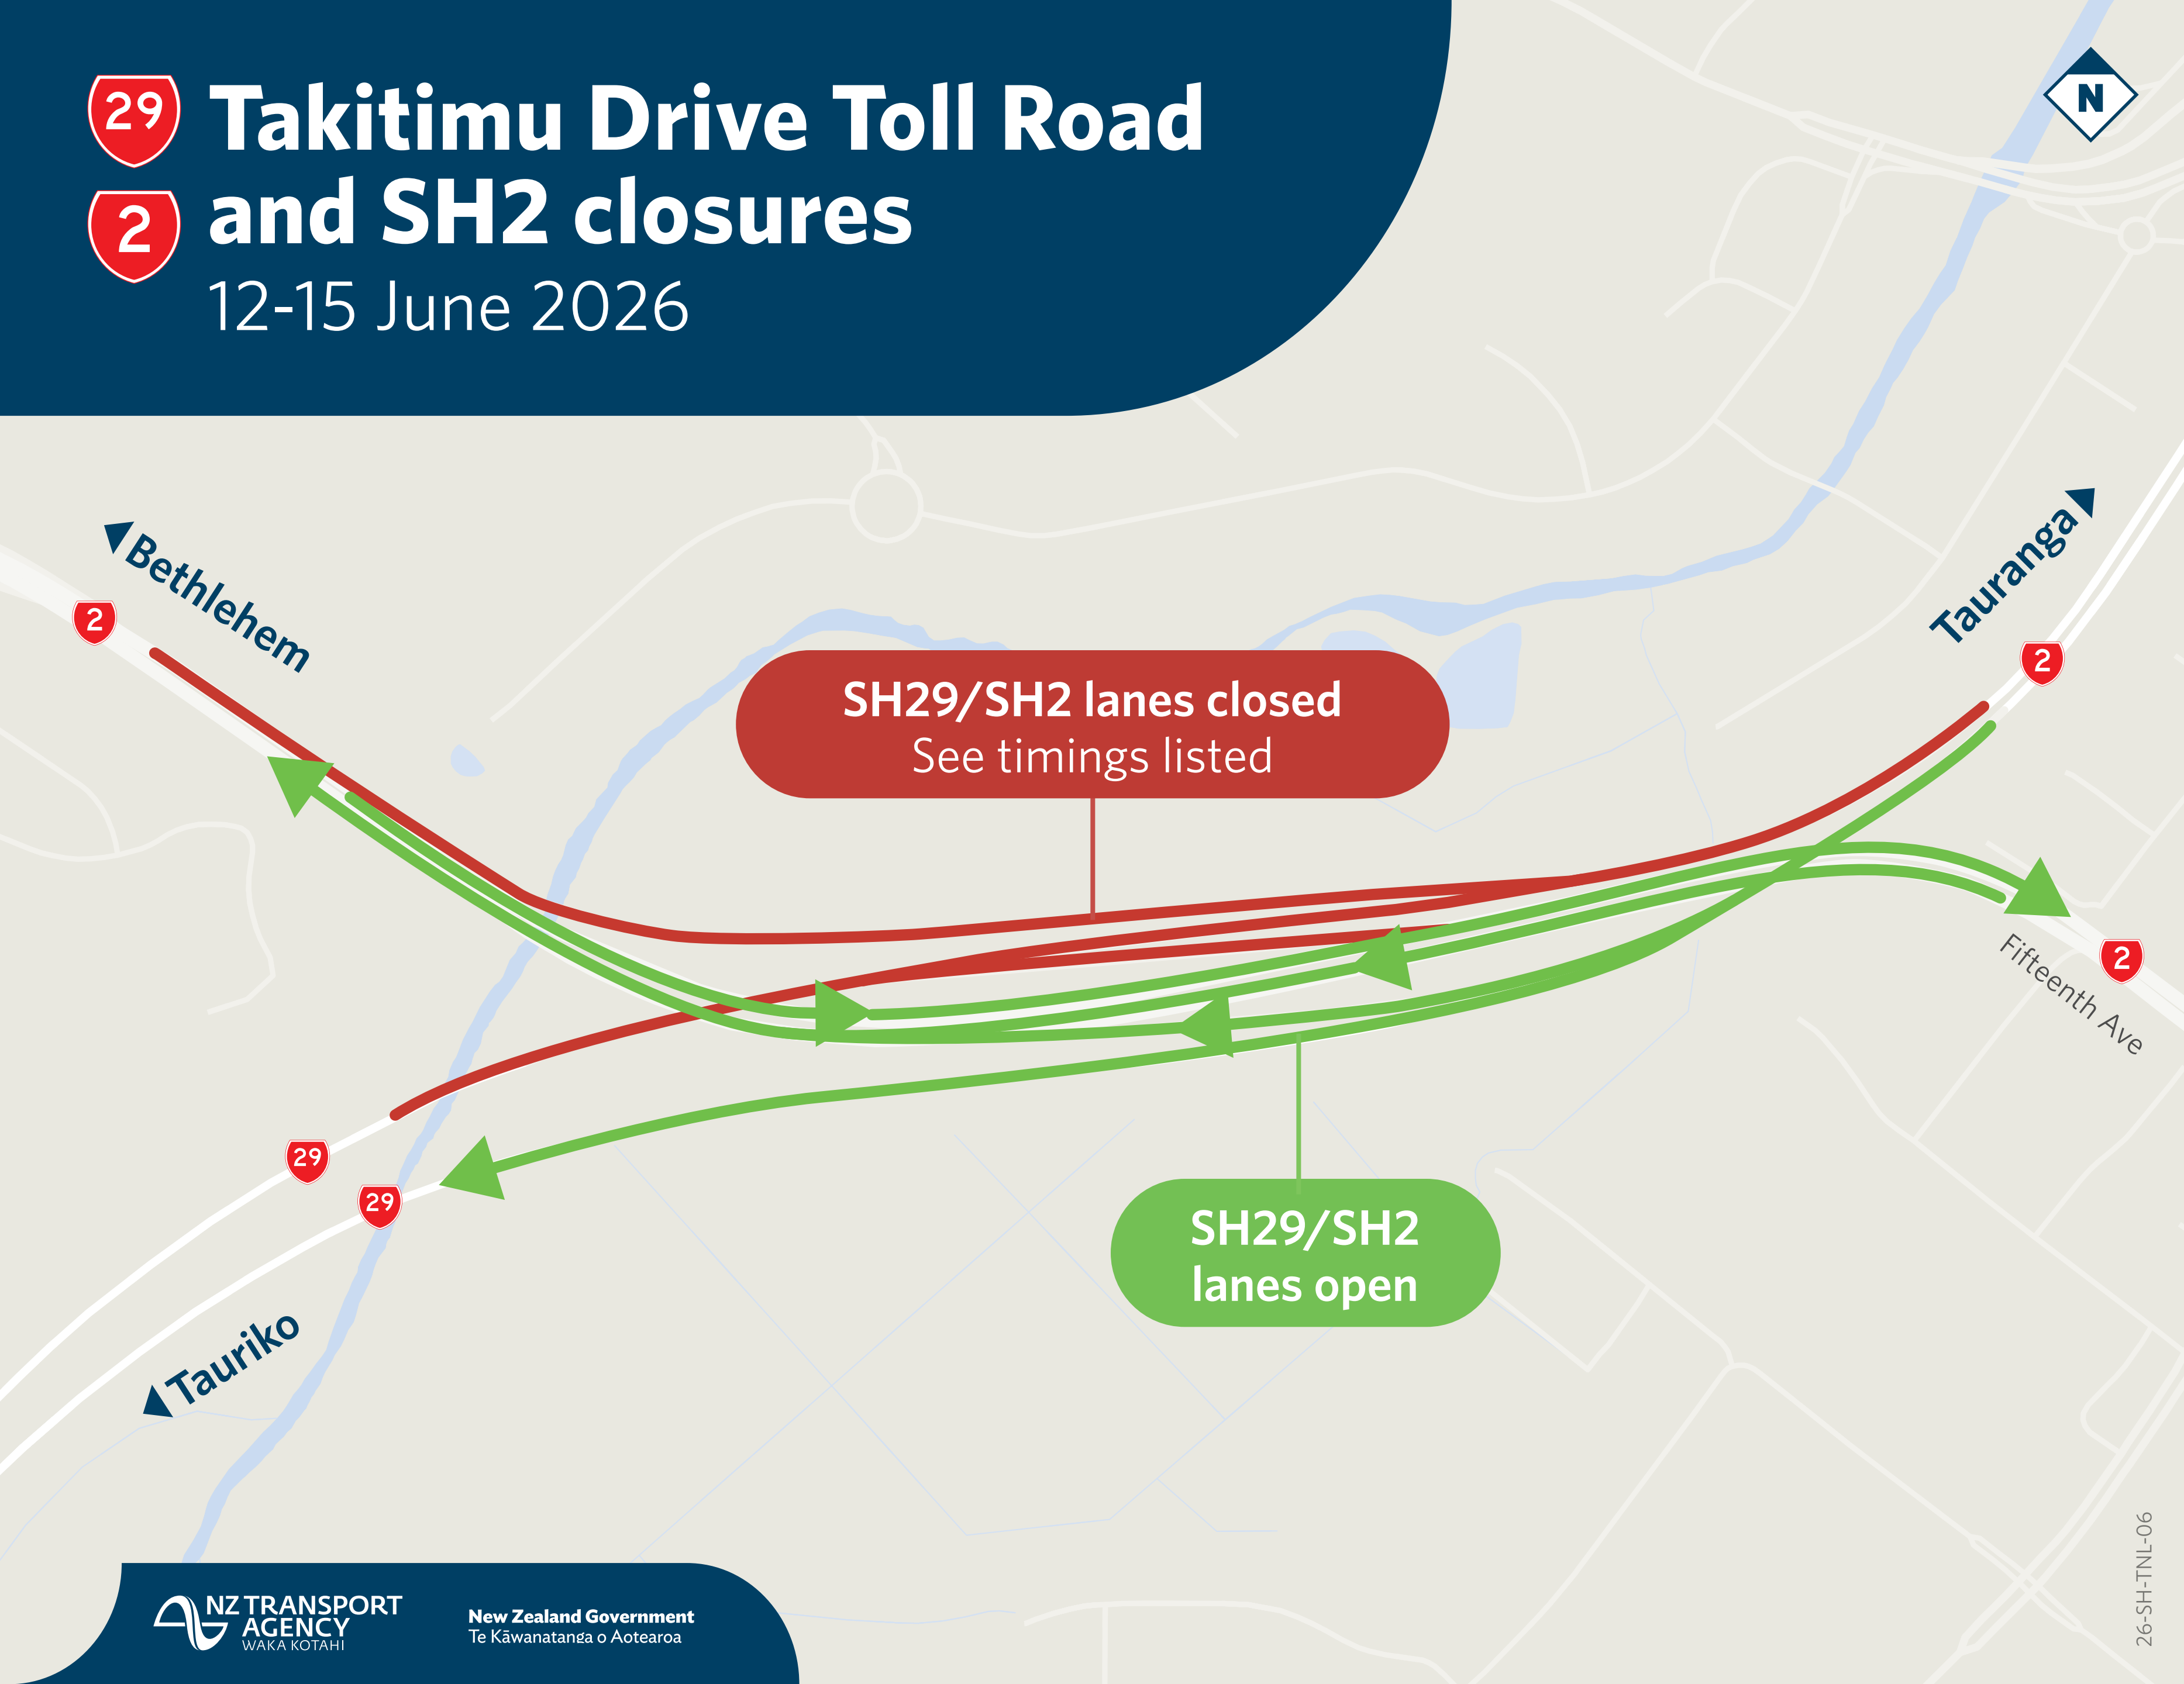 29
Takitimu Drive Toll Road
2
and SH2 closures
12-15 June 2026
N
Bethlehem
2
Tauranga
2
SH29/SH2 lanes closed
See timings listed
2
Fifteenth Ave
29
29
SH29/SH2
lanes open
Tauriko
NZ TRANSPORT
AGENCY
WAKA KOTAHI
New Zealand Government
Te Kāwanatanga o Aotearoa
26-SH-TNL-06